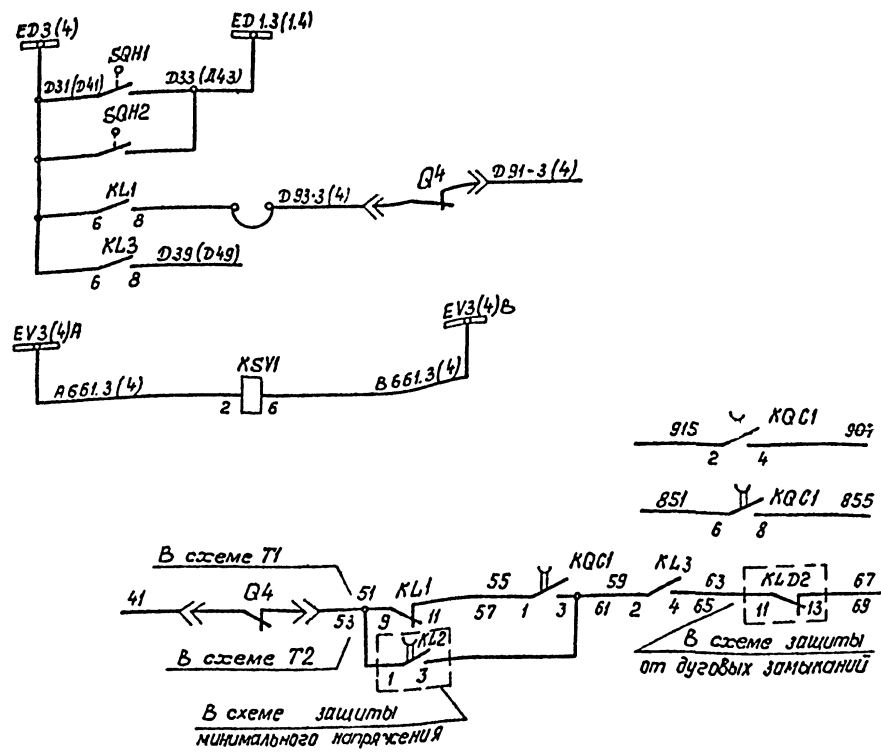 ED3(4)
ED1.3(1.4)
SQH1
D31(D41)
D33(Д43)
SQH2
KL1
6 8
D93-3(4)
Q4
D91-3(4)
KL3
6 8
D39(D49)
EV3(4)A
EV3(4)B
KSV1
A661.3(4)
2 6
B661.3(4)
915
KQC1
2 4
851
KQC1
855
6 8
В схеме Т1
41
Q4
51
53
KL1
9 11
55
57
KQC1
1 3
59
61
KL3
2 4
63
65
KLD2
11 13
67
69
KL2
1 3
В схеме Т2
В схеме защиты
от дуговых замыканий
В схеме защиты
минимального напряжения